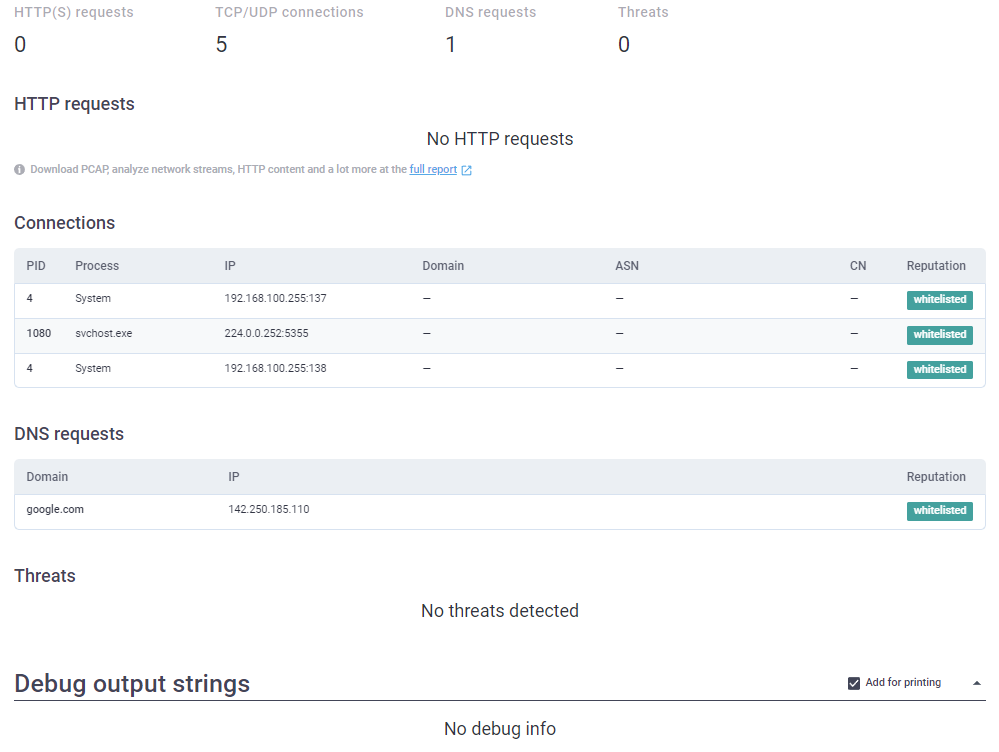 HTTP(S) requests TCP/UDP connections DNS requests Threats
0 5 1 0
HTTP requests
No HTTP requests
Download PCAP, analyze network streams, HTTP content and a lot more at the full report
Connections
PID Process IP Domain ASN CN Reputation
4 System 192.168.100.255:137 – – – whitelisted
1080 svchost.exe 224.0.0.252:5355 – – – whitelisted
4 System 192.168.100.255:138 – – – whitelisted
DNS requests
Domain IP Reputation
google.com 142.250.185.110 whitelisted
Threats
No threats detected
Debug output strings Add for printing
No debug info